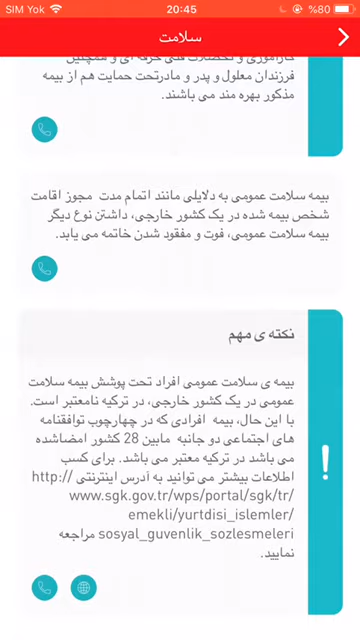 SIM Yok 20:45 %80
سلامت
کارآموزی و تحصیلات فنی حرفه ای و همچنین
فرزندان معلول و پدر و مادرتحت حمایت هم از بیمه
مذکور بهره مند می باشند.
بیمه سلامت عمومی به دلایلی مانند اتمام مدت مجوز اقامت
شخص بیمه شده در یک کشور خارجی، داشتن نوع دیگر
بیمه سلامت عمومی، فوت و مفقود شدن خاتمه می یابد.
نکته ی مهم
بیمه ی سلامت عمومی افراد تحت پوشش بیمه سلامت
عمومی در یک کشور خارجی، در ترکیه نامعتبر است.
با این حال، بیمه افرادی که در چهارچوب توافقنامه
های اجتماعی دو جانبه مابین 28 کشور امضاشده
می باشد در ترکیه معتبر می باشد. برای کسب
اطلاعات بیشتر می توانید به آدرس اینترنتی http://
www.sgk.gov.tr/wps/portal/sgk/tr/
emekli/yurtdisi_islemler/
sosyal_guvenlik_sozlesmeleri مراجعه
نمایید.
!